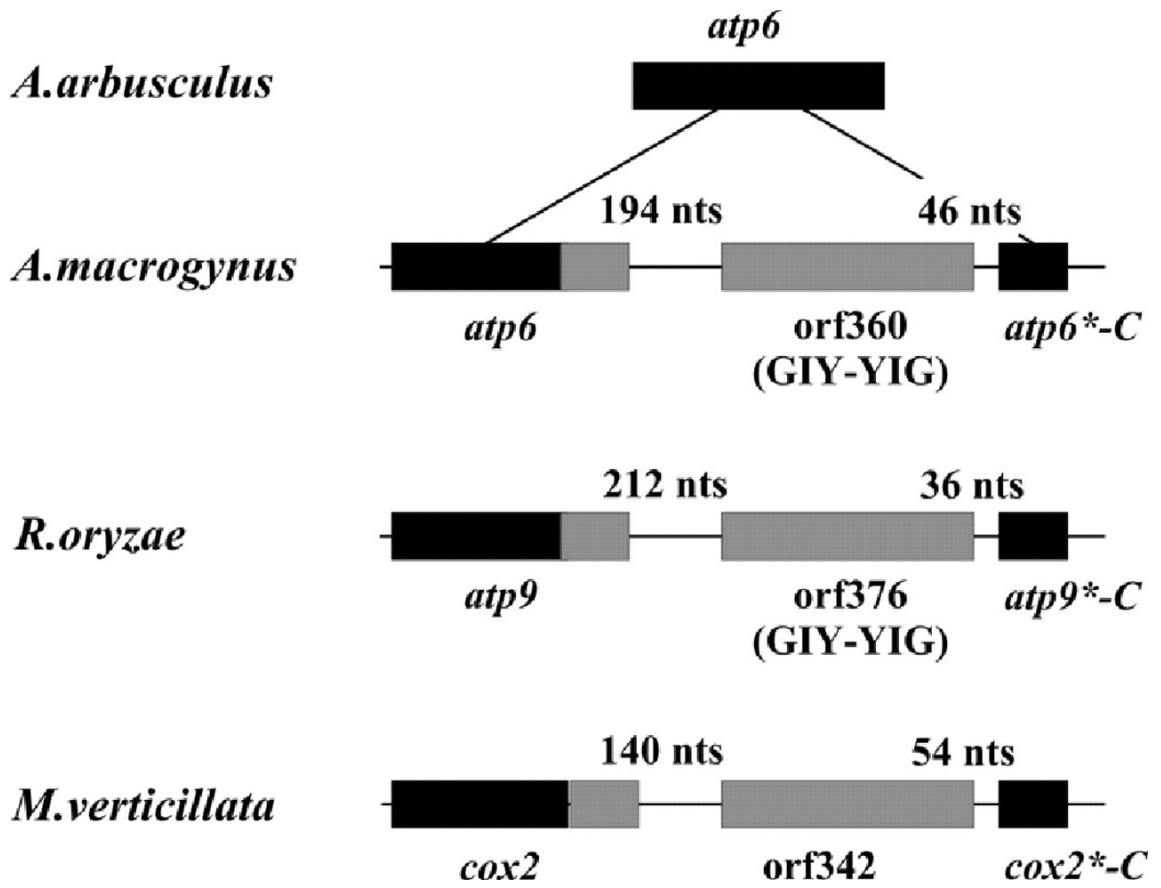 atp6
A.arbusculus
194 nts 46 nts
A.macrogynus
atp6 orf360 atp6*-C
(GIY-YIG)
212 nts 36 nts
R.oryzae
atp9 orf376 atp9*-C
(GIY-YIG)
140 nts 54 nts
M.verticillata
cox2 orf342 cox2*-C